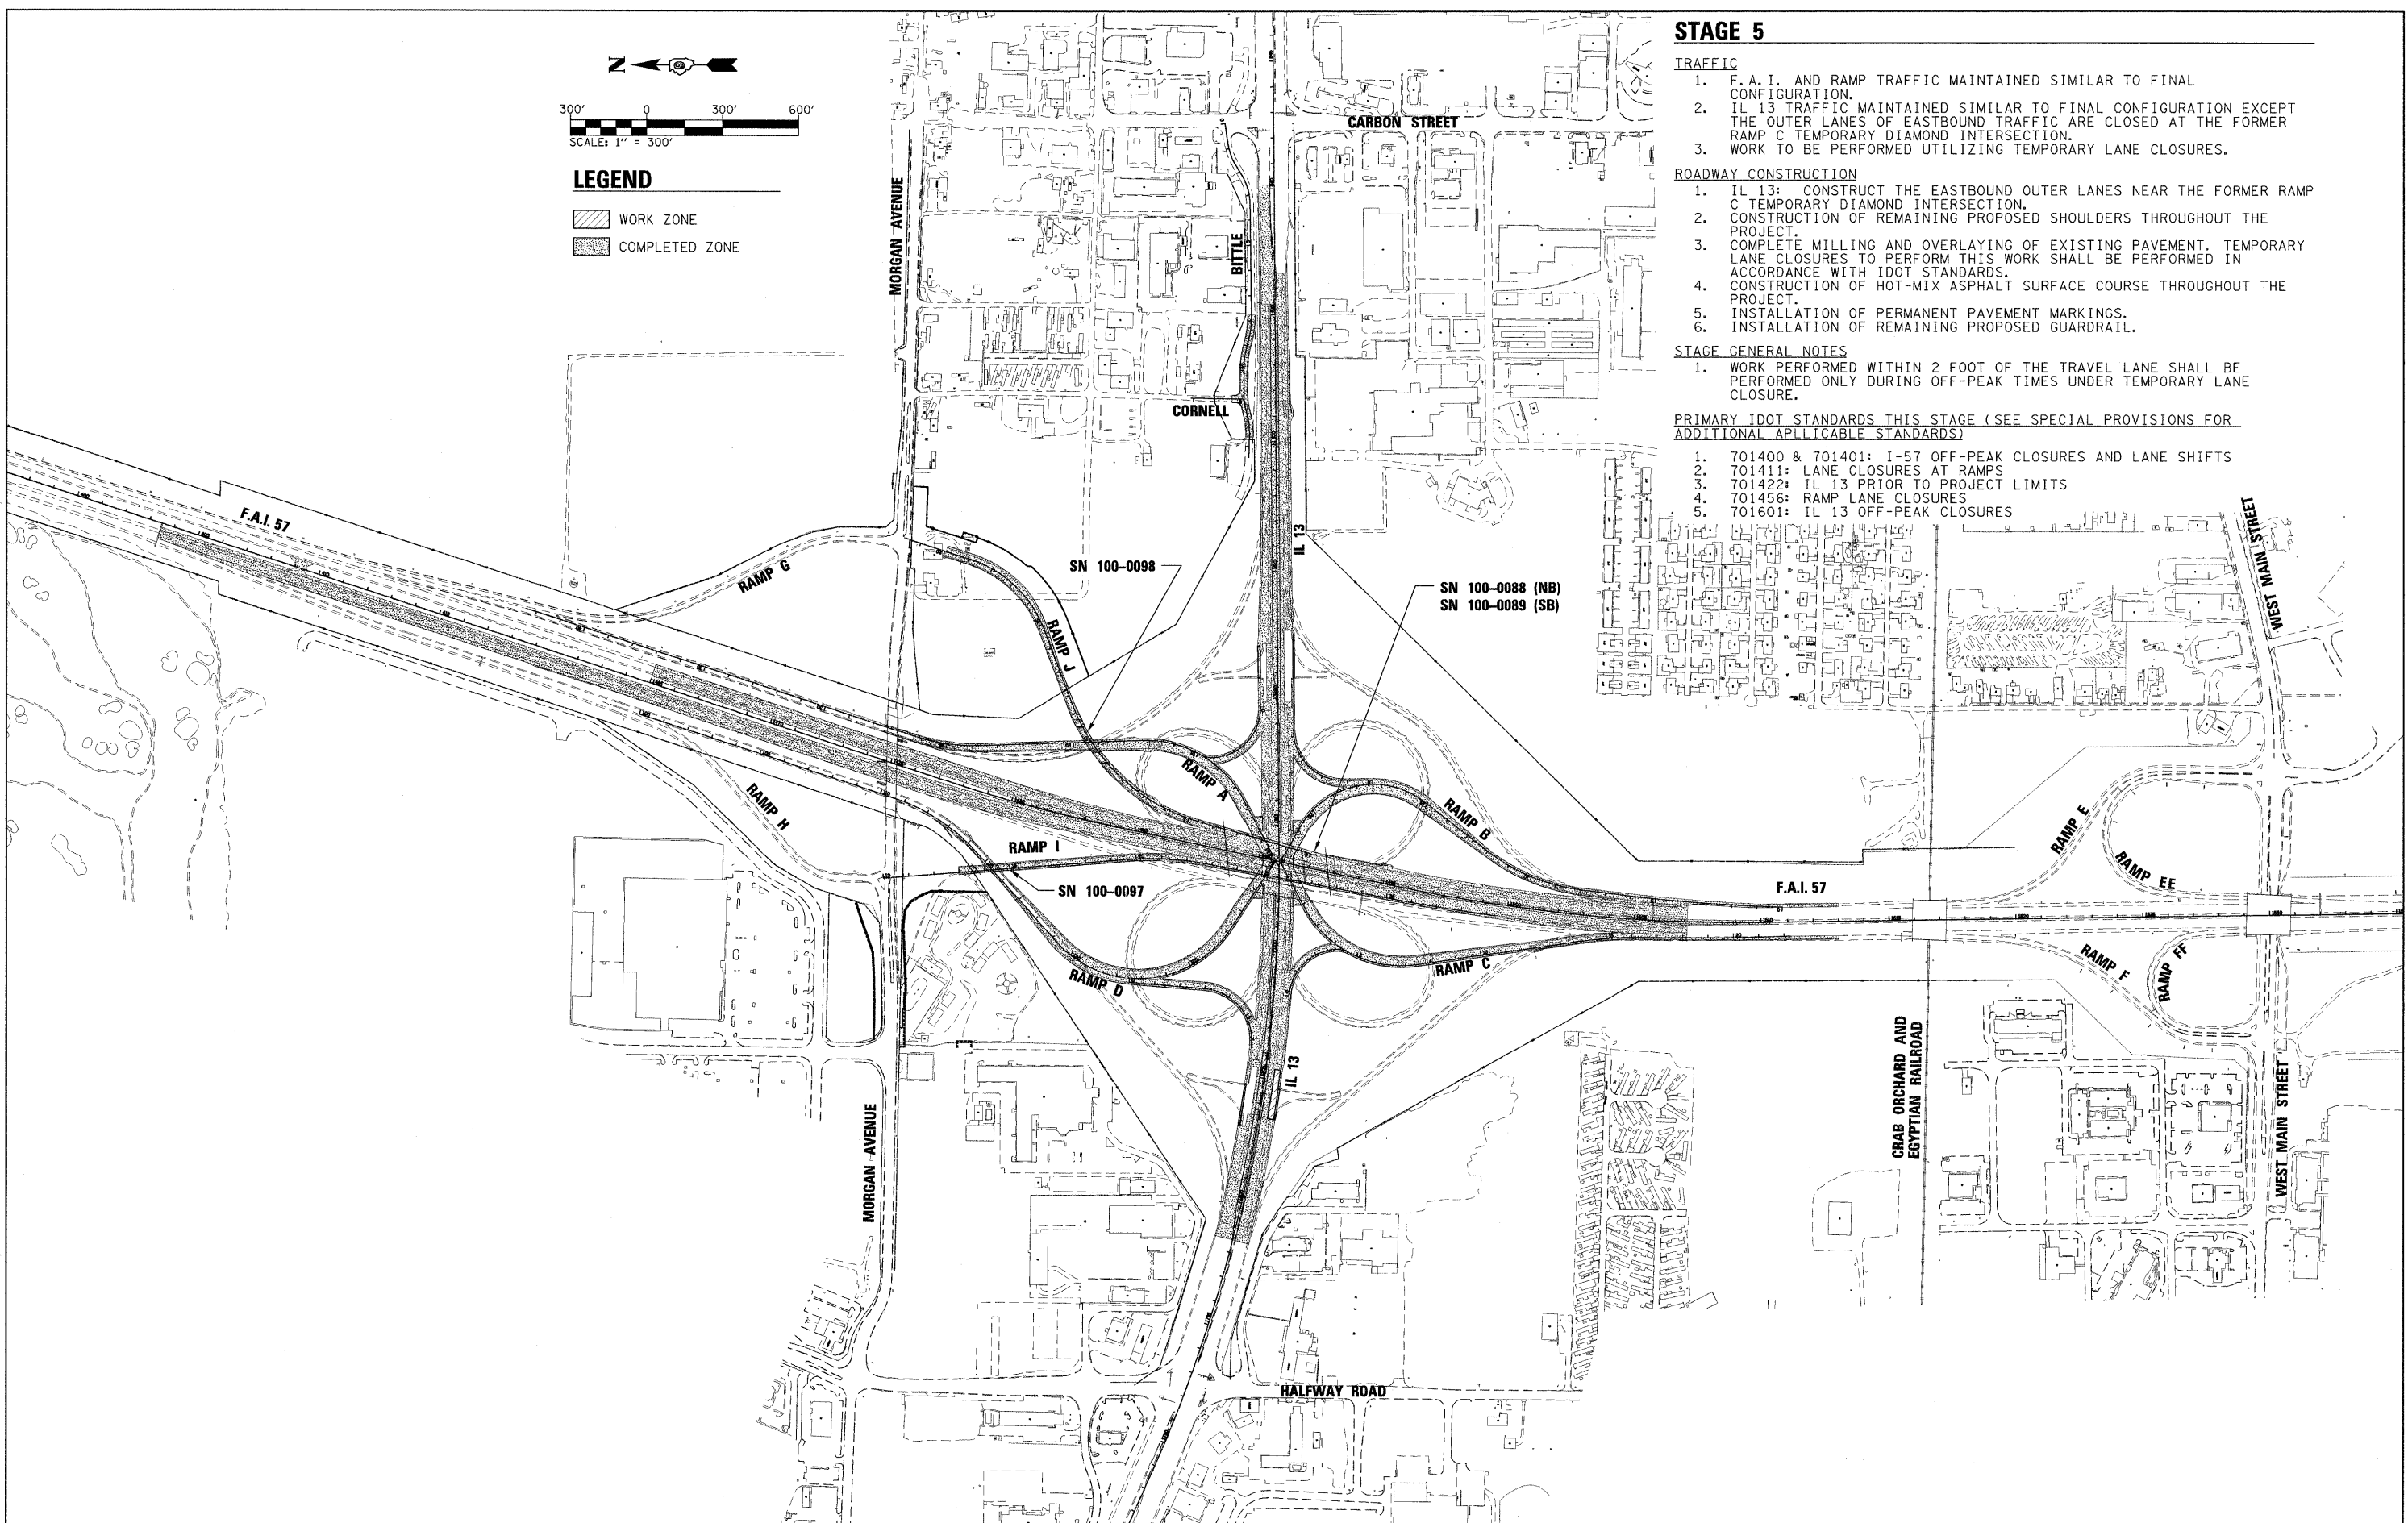 N
300' 0 300' 600'
SCALE: 1" = 300'
LEGEND
WORK ZONE
COMPLETED ZONE
STAGE 5
TRAFFIC
1. F.A.I. AND RAMP TRAFFIC MAINTAINED SIMILAR TO FINAL
CONFIGURATION.
2. IL 13 TRAFFIC MAINTAINED SIMILAR TO FINAL CONFIGURATION EXCEPT
THE OUTER LANES OF EASTBOUND TRAFFIC ARE CLOSED AT THE FORMER
RAMP C TEMPORARY DIAMOND INTERSECTION.
3. WORK TO BE PERFORMED UTILIZING TEMPORARY LANE CLOSURES.
ROADWAY CONSTRUCTION
1. IL 13: CONSTRUCT THE EASTBOUND OUTER LANES NEAR THE FORMER RAMP
C TEMPORARY DIAMOND INTERSECTION.
2. CONSTRUCTION OF REMAINING PROPOSED SHOULDERS THROUGHOUT THE
PROJECT.
3. COMPLETE MILLING AND OVERLAYING OF EXISTING PAVEMENT. TEMPORARY
LANE CLOSURES TO PERFORM THIS WORK SHALL BE PERFORMED IN
ACCORDANCE WITH IDOT STANDARDS.
4. CONSTRUCTION OF HOT-MIX ASPHALT SURFACE COURSE THROUGHOUT THE
PROJECT.
5. INSTALLATION OF PERMANENT PAVEMENT MARKINGS.
6. INSTALLATION OF REMAINING PROPOSED GUARDRAIL.
STAGE GENERAL NOTES
1. WORK PERFORMED WITHIN 2 FOOT OF THE TRAVEL LANE SHALL BE
PERFORMED ONLY DURING OFF-PEAK TIMES UNDER TEMPORARY LANE
CLOSURE.
PRIMARY IDOT STANDARDS THIS STAGE (SEE SPECIAL PROVISIONS FOR
ADDITIONAL APLLICABLE STANDARDS)
1. 701400 & 701401: I-57 OFF-PEAK CLOSURES AND LANE SHIFTS
2. 701411: LANE CLOSURES AT RAMPS
3. 701422: IL 13 PRIOR TO PROJECT LIMITS
4. 701456: RAMP LANE CLOSURES
5. 701601: IL 13 OFF-PEAK CLOSURES
CARBON STREET
MORGAN AVENUE
BITTLE
CORNELL
F.A.I. 57
RAMP G
RAMP J
SN 100-0098
IL 13
SN 100-0088 (NB)
SN 100-0089 (SB)
WEST MAIN STREET
RAMP H
RAMP A
RAMP B
RAMP I
SN 100-0097
RAMP E
RAMP EE
F.A.I. 57
RAMP D
RAMP C
RAMP F
RAMP FF
IL 13
MORGAN AVENUE
CRAB ORCHARD AND
EGYPTIAN RAILROAD
WEST MAIN STREET
HALFWAY ROAD